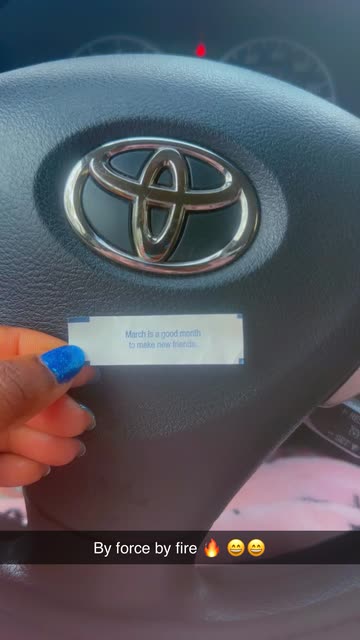 March is a good month
to make new friends.
By force by fire 🔥 😄😄